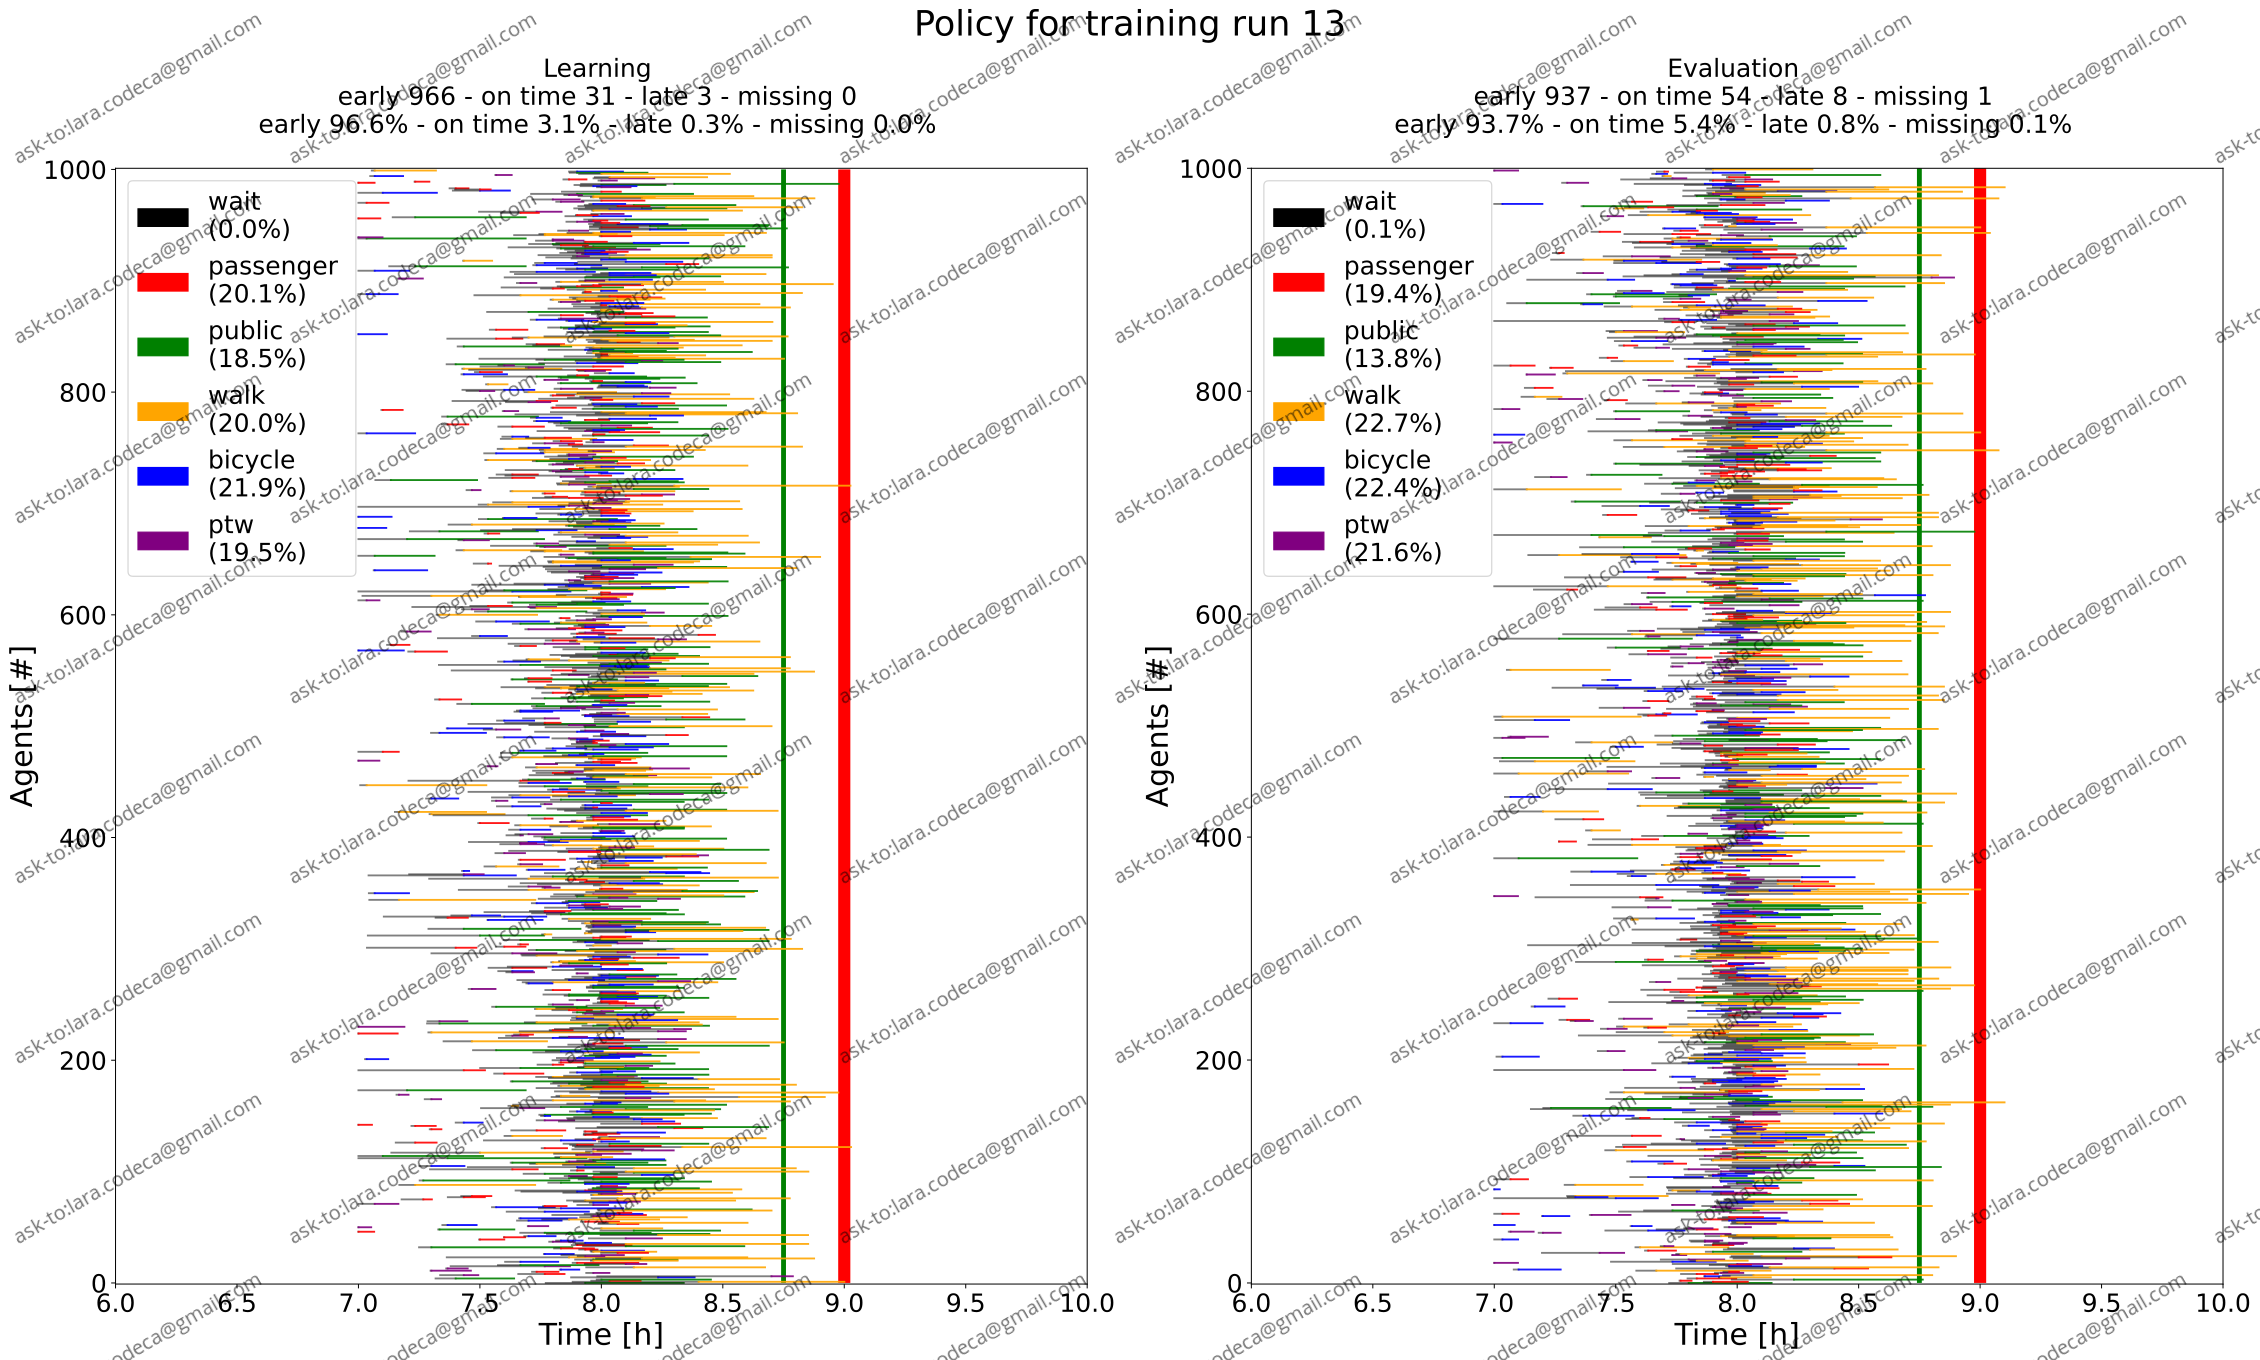 Policy for training run 13
Learning
early 966 - on time 31 - late 3 - missing 0
early 96.6% - on time 3.1% - late 0.3% - missing 0.0%
1000
800
600
400
200
0
Agents [#]
wait
(0.0%)
passenger
(20.1%)
public
(18.5%)
walk
(20.0%)
bicycle
(21.9%)
ptw
(19.5%)
6.0 6.5 7.0 7.5 8.0 8.5 9.0 9.5 10.0
Time [h]
Evaluation
early 937 - on time 54 - late 8 - missing 1
early 93.7% - on time 5.4% - late 0.8% - missing 0.1%
1000
800
600
400
200
0
Agents [#]
wait
(0.1%)
passenger
(19.4%)
public
(13.8%)
walk
(22.7%)
bicycle
(22.4%)
ptw
(21.6%)
6.0 6.5 7.0 7.5 8.0 8.5 9.0 9.5 10.0
Time [h]
ask-to:lara.codeca@gmail.com